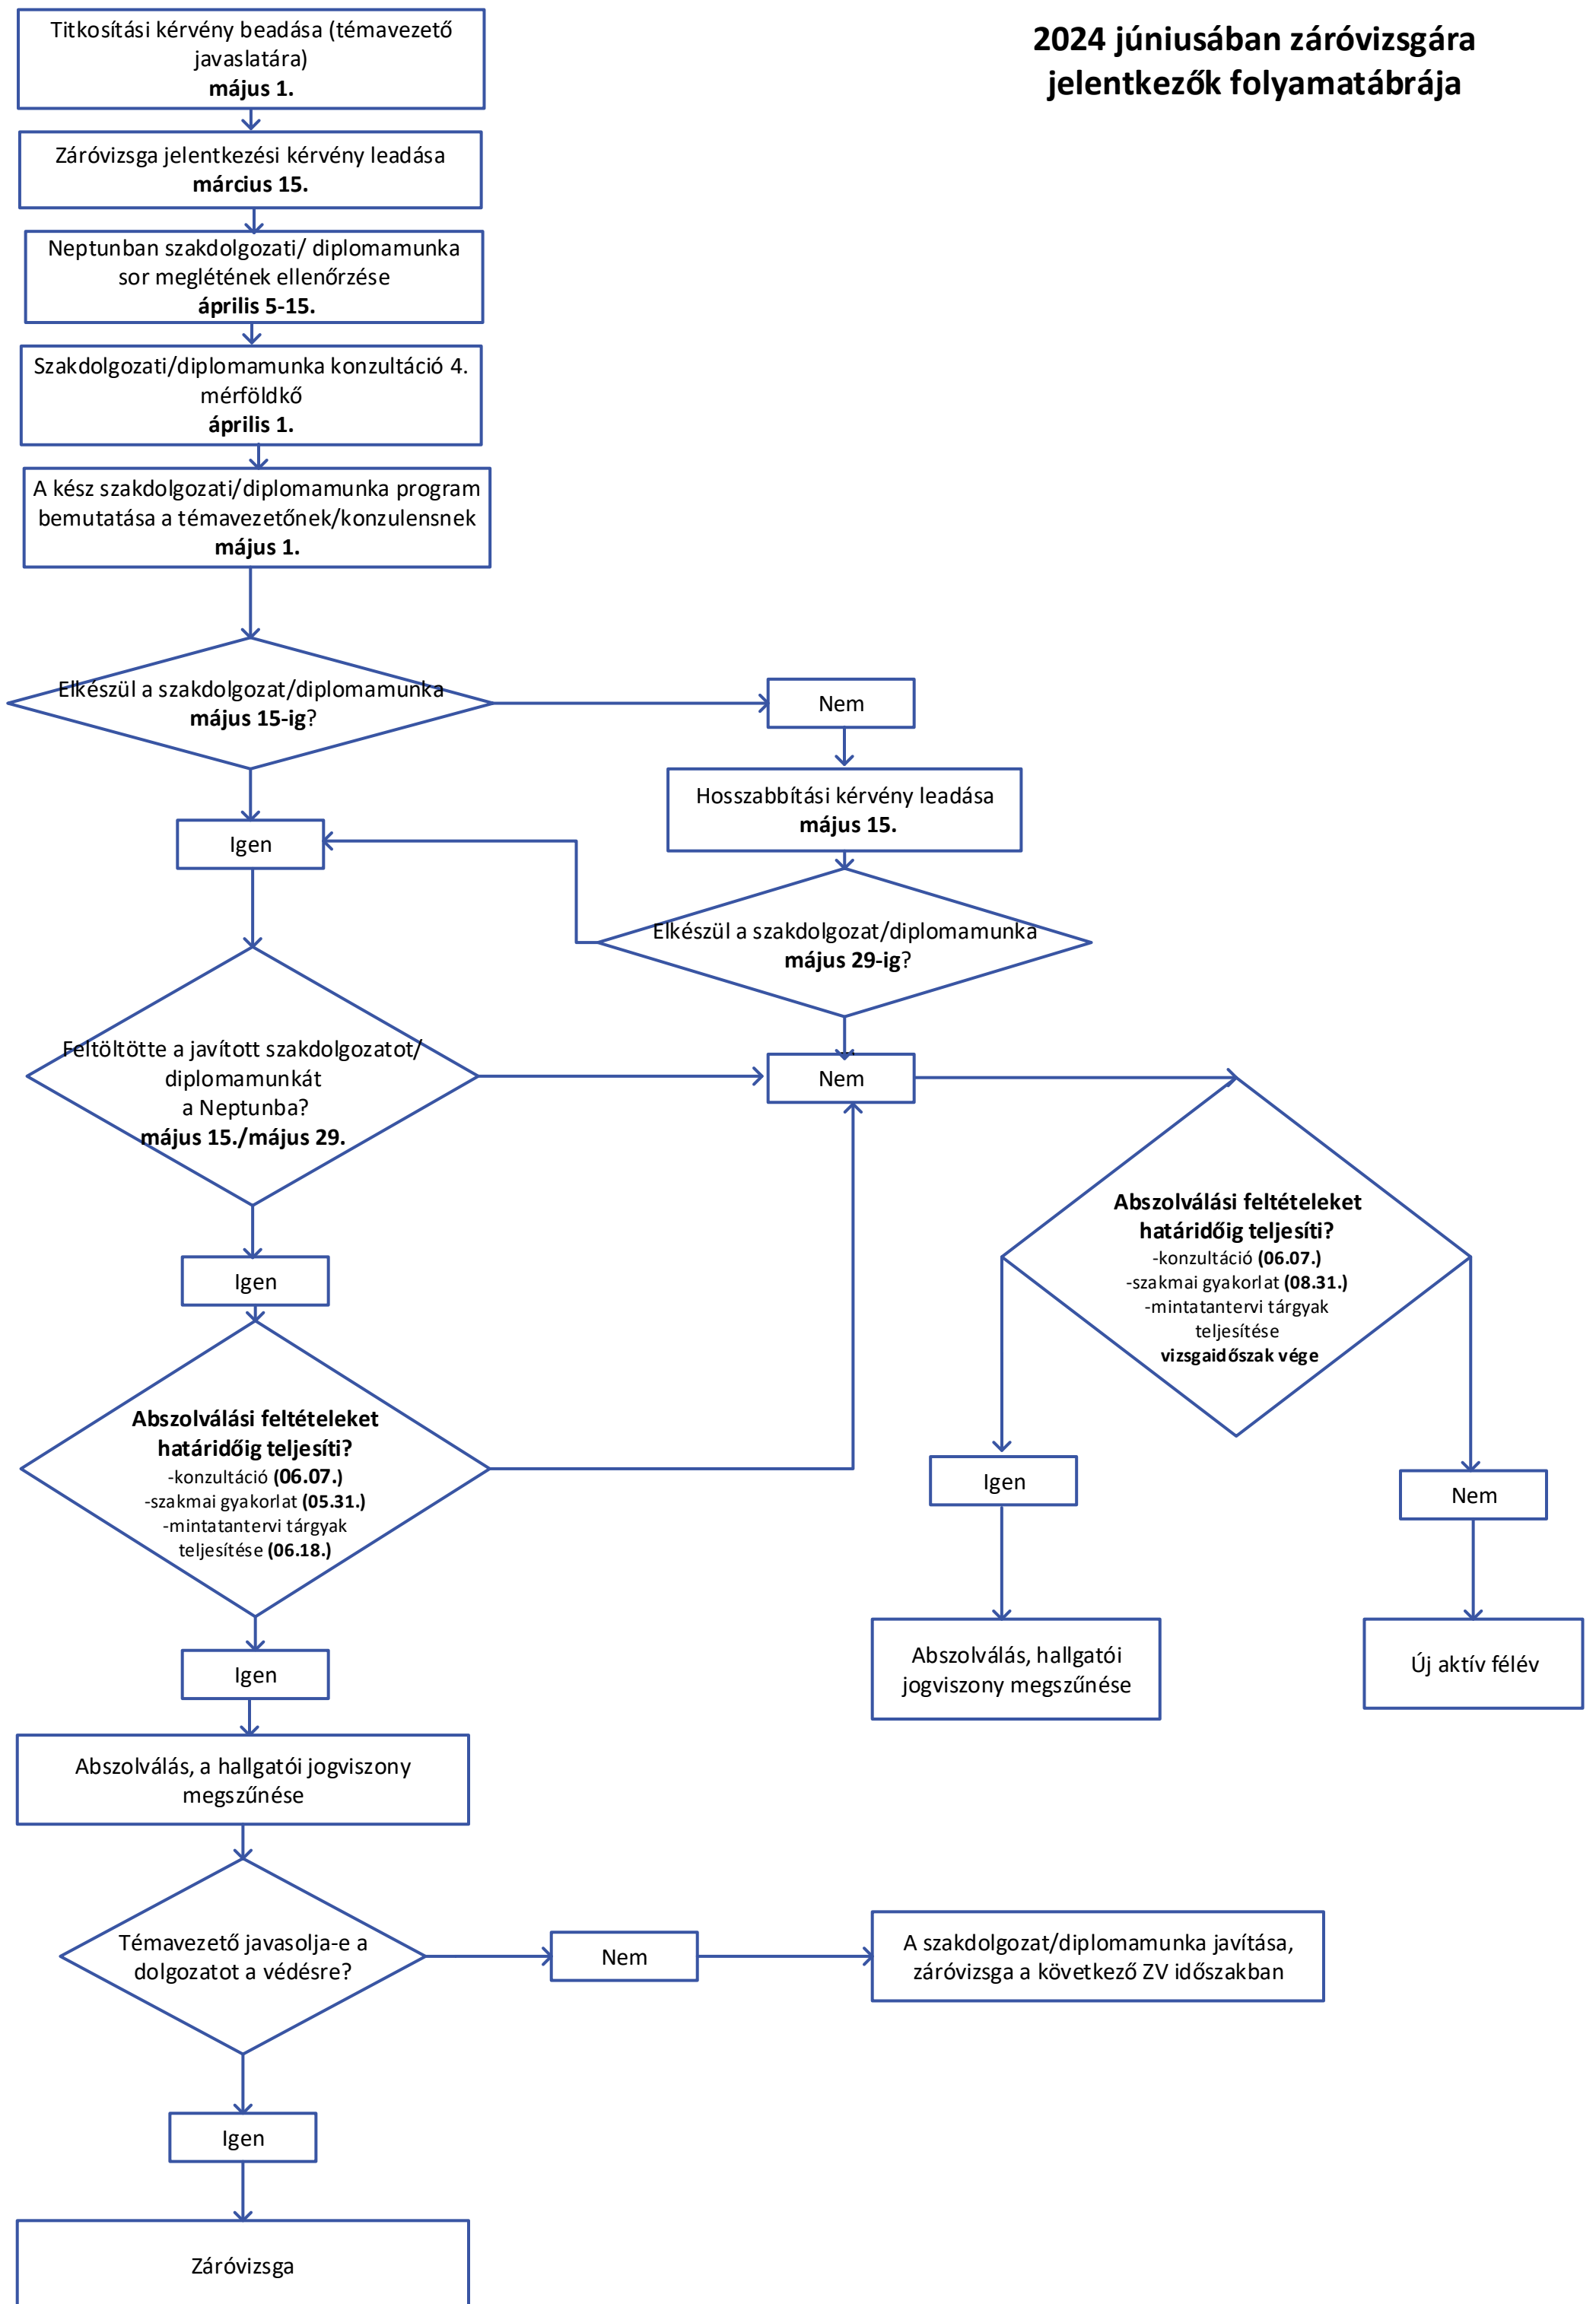 2024 júniusában záróvizsgára
jelentkezők folyamatábrája
Titkosítási kérvény beadása (témavezető
javaslatára)
május 1.
Záróvizsga jelentkezési kérvény leadása
március 15.
Neptunban szakdolgozati/ diplomamunka
sor meglétének ellenőrzése
április 5-15.
Szakdolgozati/diplomamunka konzultáció 4.
mérföldkő
április 1.
A kész szakdolgozati/diplomamunka program
bemutatása a témavezetőnek/konzulensnek
május 1.
Elkészül a szakdolgozat/diplomamunka
május 15-ig?
Nem
Hosszabbítási kérvény leadása
május 15.
Igen
Elkészül a szakdolgozat/diplomamunka
május 29-ig?
Feltöltötte a javított szakdolgozatot/
diplomamunkát
a Neptunba?
május 15./május 29.
Nem
Abszolválási feltételeket
határidőig teljesíti?
-konzultáció (06.07.)
-szakmai gyakorlat (08.31.)
-mintatantervi tárgyak
teljesítése
vizsgaidőszak vége
Igen
Abszolválási feltételeket
határidőig teljesíti?
-konzultáció (06.07.)
-szakmai gyakorlat (05.31.)
-mintatantervi tárgyak
teljesítése (06.18.)
Igen
Nem
Igen
Abszolválás, hallgatói
jogviszony megszűnése
Új aktív félév
Abszolválás, a hallgatói jogviszony
megszűnése
Témavezető javasolja-e a
dolgozatot a védésre?
Nem
A szakdolgozat/diplomamunka javítása,
záróvizsga a következő ZV időszakban
Igen
Záróvizsga